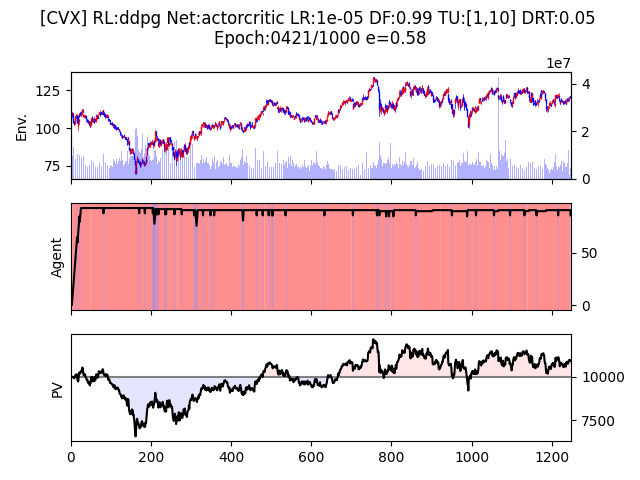 [CVX] RL:ddpg Net:actorcritic LR:1e-05 DF:0.99 TU:[1,10] DRT:0.05
Epoch:0421/1000 e=0.58
1e7
125
100
75
Env.
4
2
0
Agent
50
0
PV
10000
7500
0
200
400
600
800
1000
1200